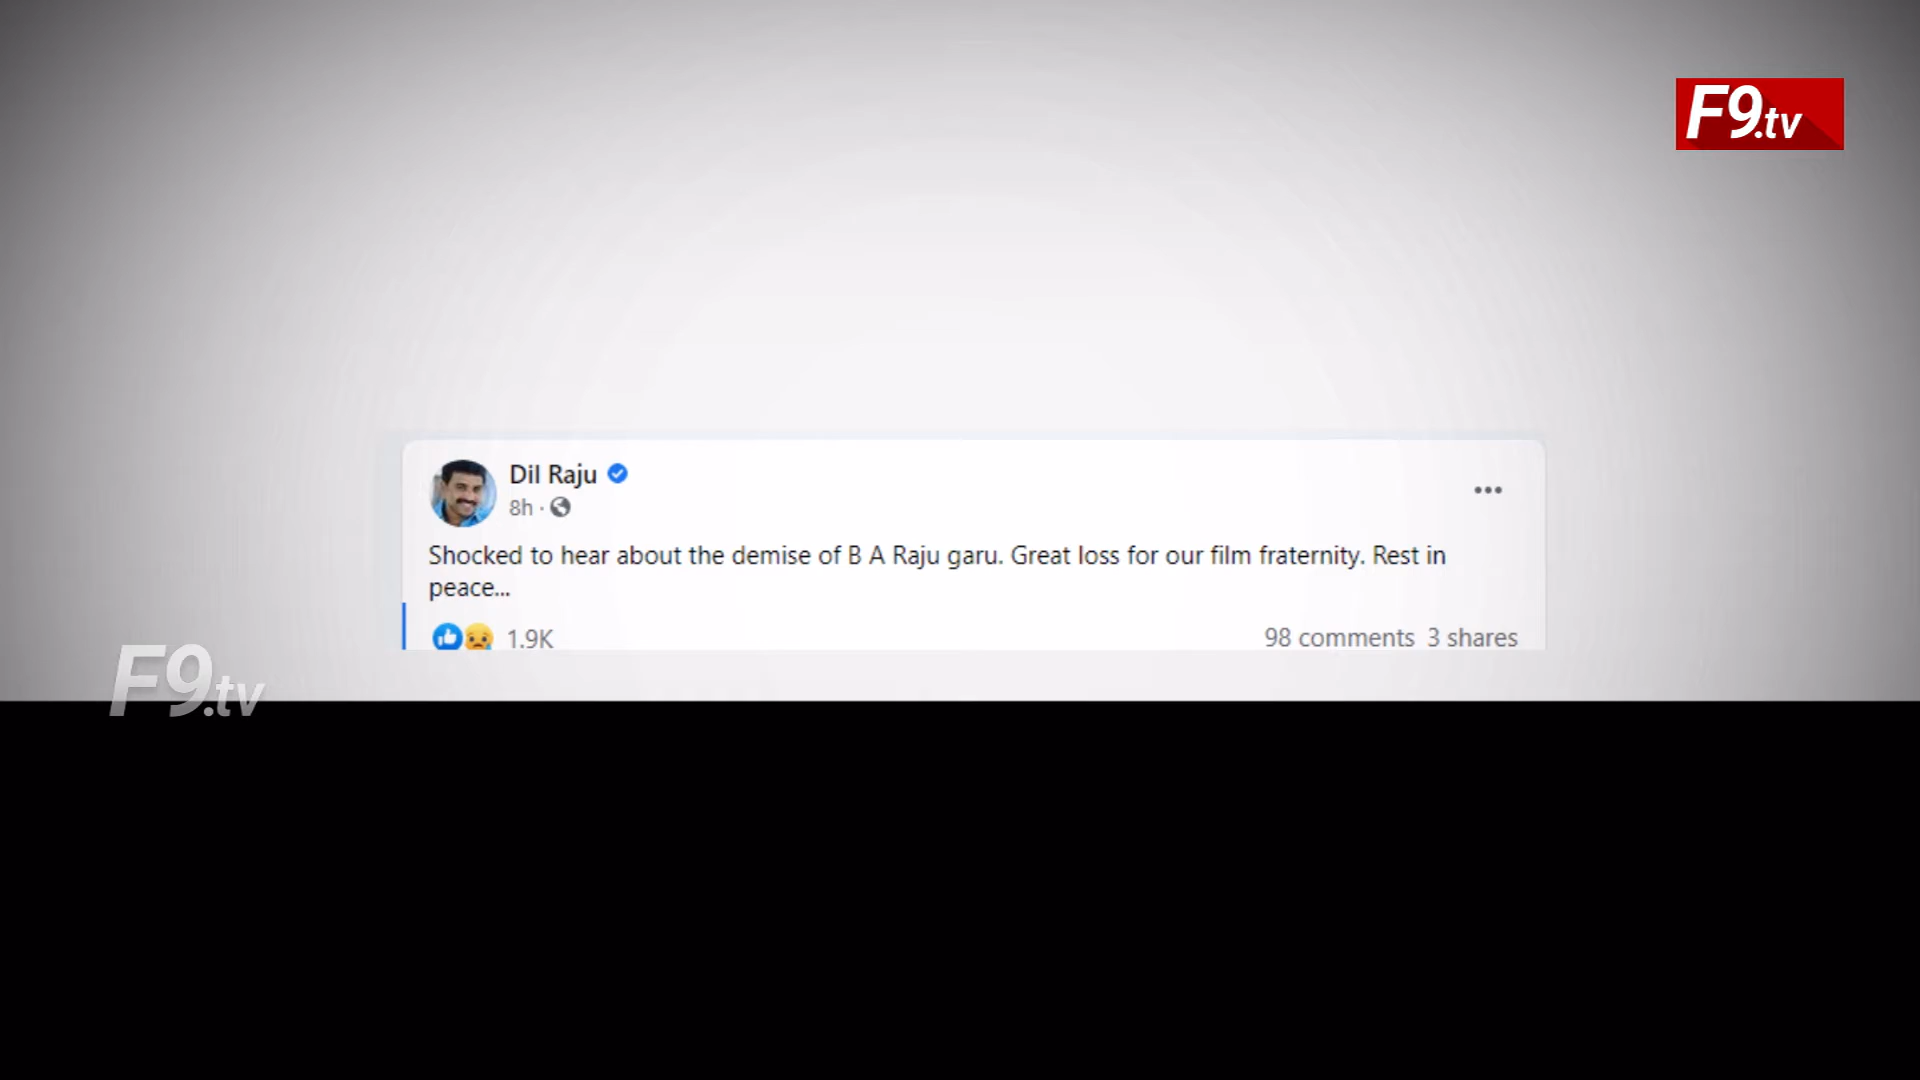 F9.tv
Dil Raju
8h ·
Shocked to hear about the demise of B A Raju garu. Great loss for our film fraternity. Rest in
peace...
1.9K 98 comments 3 shares
F9.tv